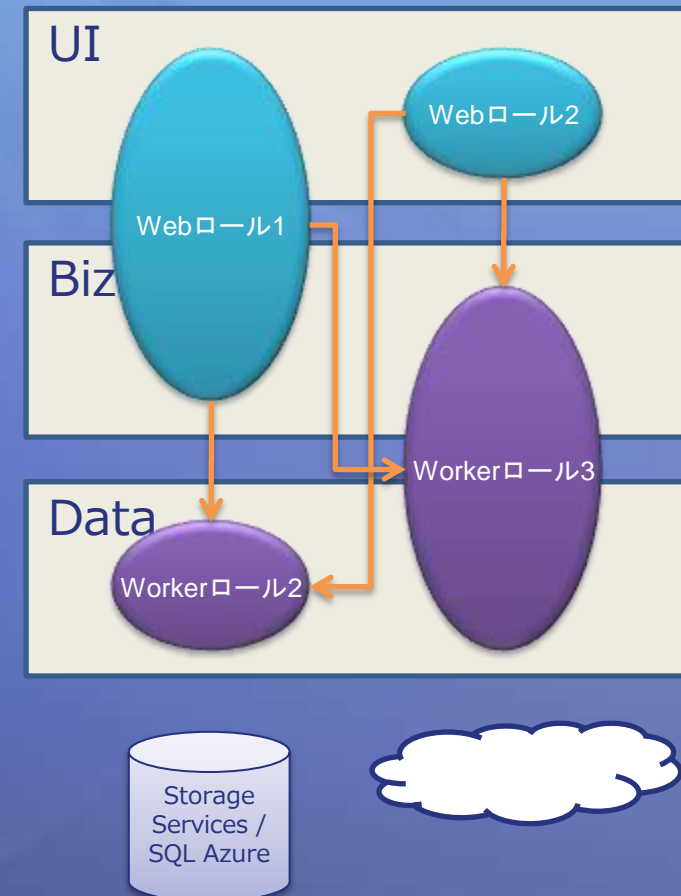 UI
Webロール2
Webロール1
Biz
Workerロール3
Data
Workerロール2
Storage
Services /
SQL Azure